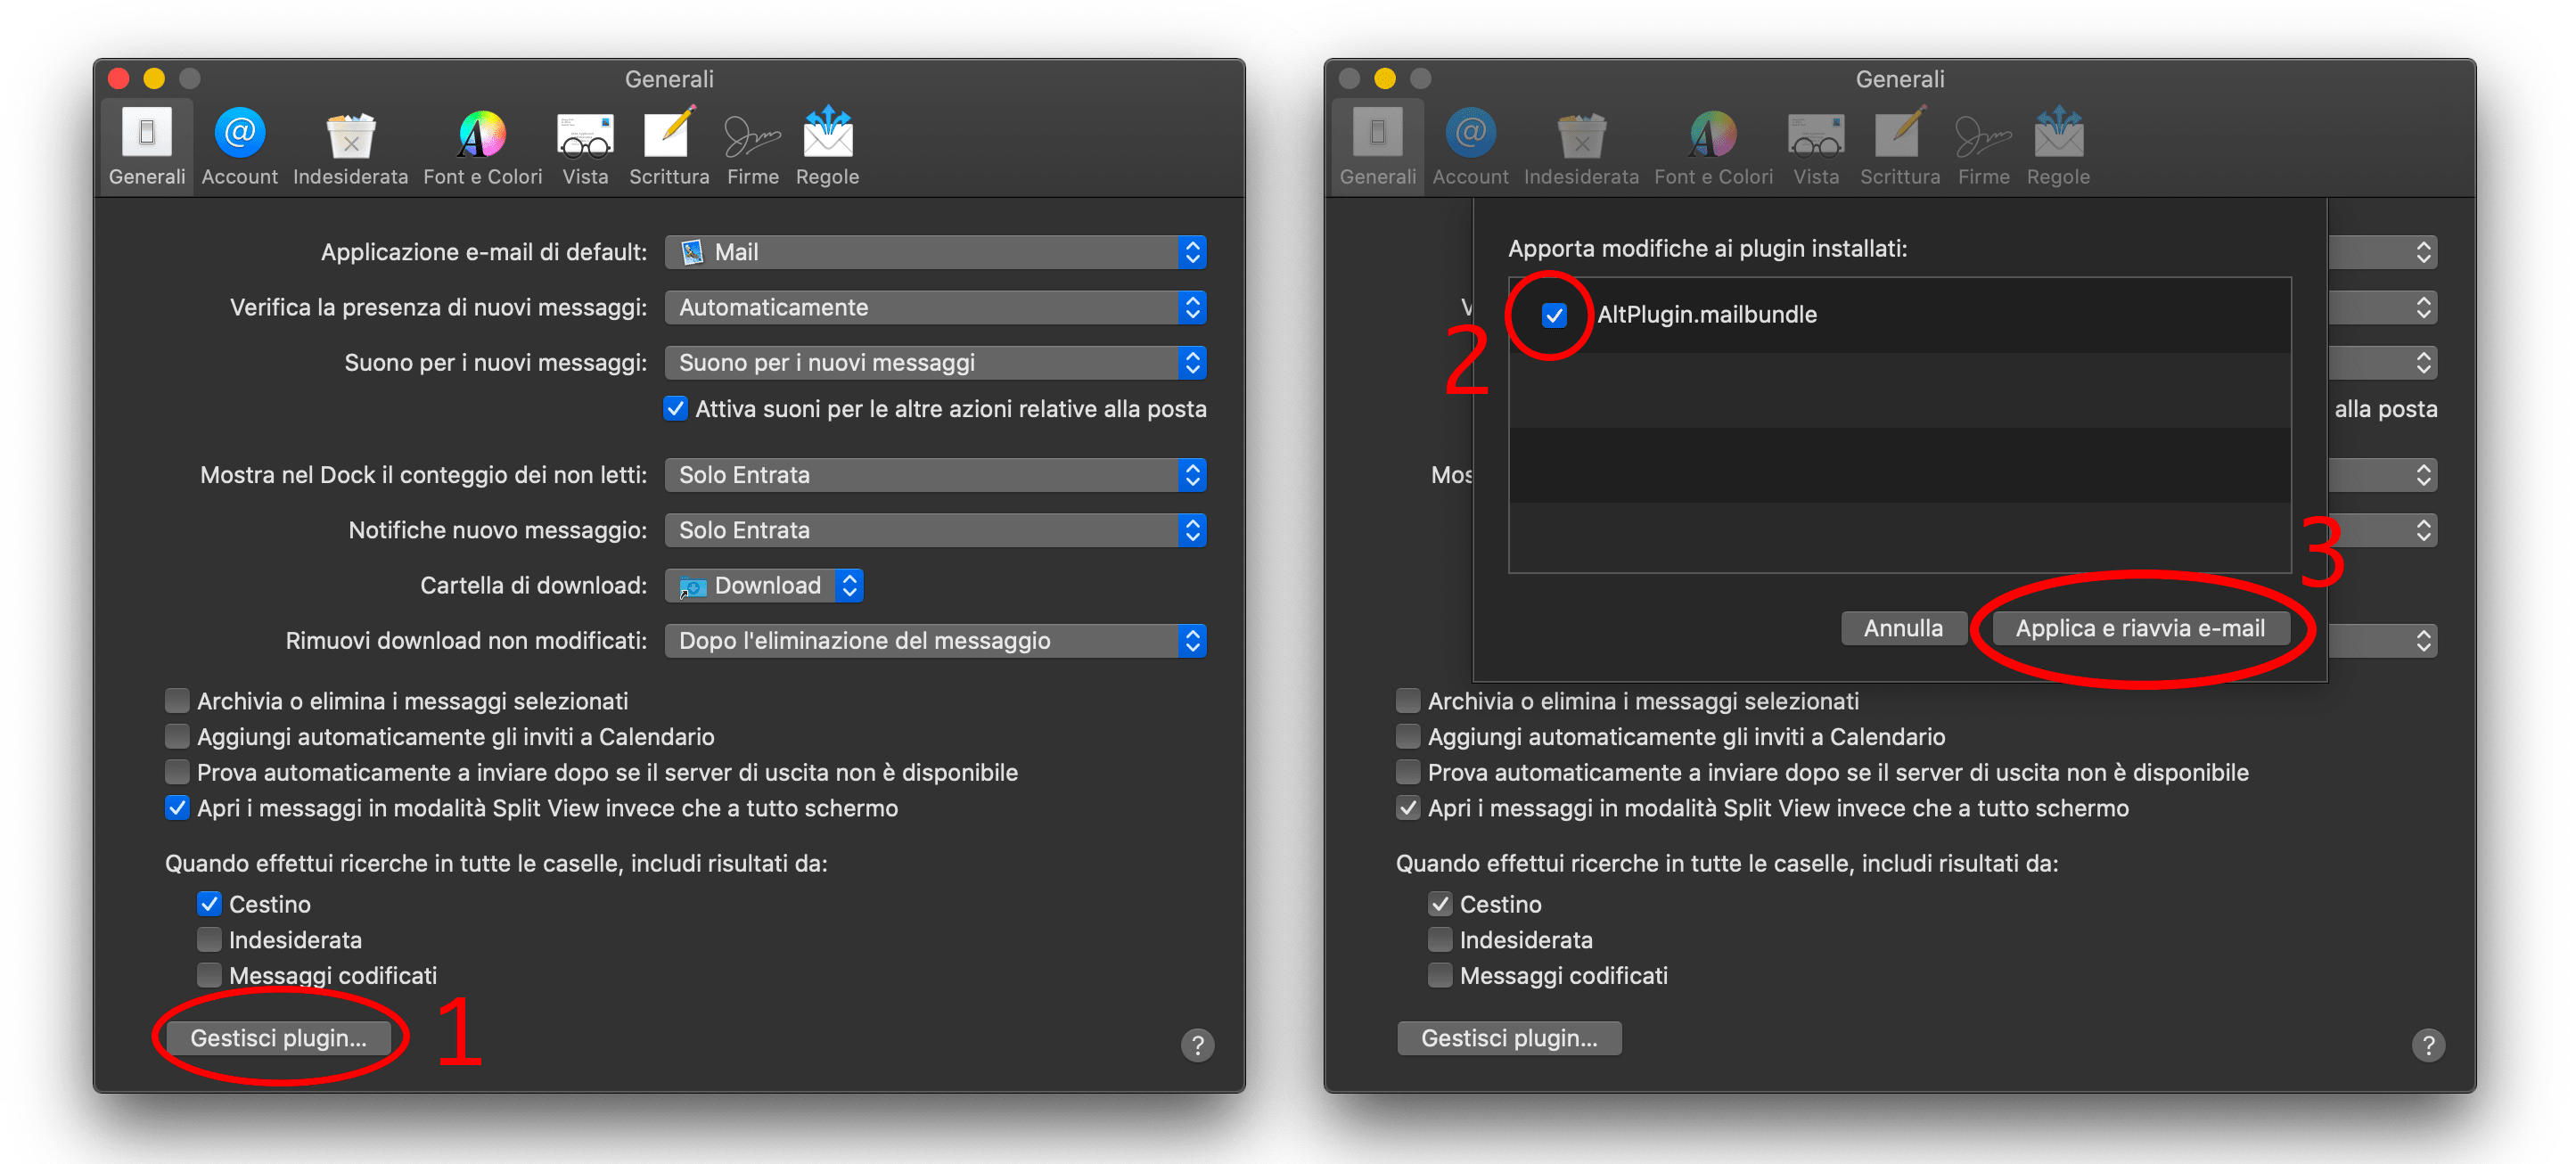 Generali
Generali
Account
Indesiderata
Font e Colori
Vista
Scrittura
Firme
Regole
Applicazione e-mail di default:
Mail
Verifica la presenza di nuovi messaggi:
Automaticamente
Suono per i nuovi messaggi:
Suono per i nuovi messaggi
Attiva suoni per le altre azioni relative alla posta
Mostra nel Dock il conteggio dei non letti:
Solo Entrata
Notifiche nuovo messaggio:
Solo Entrata
Cartella di download:
Download
Rimuovi download non modificati:
Dopo l'eliminazione del messaggio
Archivia o elimina i messaggi selezionati
Aggiungi automaticamente gli inviti a Calendario
Prova automaticamente a inviare dopo se il server di uscita non è disponibile
Apri i messaggi in modalità Split View invece che a tutto schermo
Quando effettui ricerche in tutte le caselle, includi risultati da:
Cestino
Indesiderata
Messaggi codificati
Gestisci plugin...
1
?
Generali
Generali
Account
Indesiderata
Font e Colori
Vista
Scrittura
Firme
Regole
Apporta modifiche ai plugin installati:
V
2
AltPlugin.mailbundle
alla posta
Mos
3
Annulla
Applica e riavvia e-mail
Archivia o elimina i messaggi selezionati
Aggiungi automaticamente gli inviti a Calendario
Prova automaticamente a inviare dopo se il server di uscita non è disponibile
Apri i messaggi in modalità Split View invece che a tutto schermo
Quando effettui ricerche in tutte le caselle, includi risultati da:
Cestino
Indesiderata
Messaggi codificati
Gestisci plugin...
?